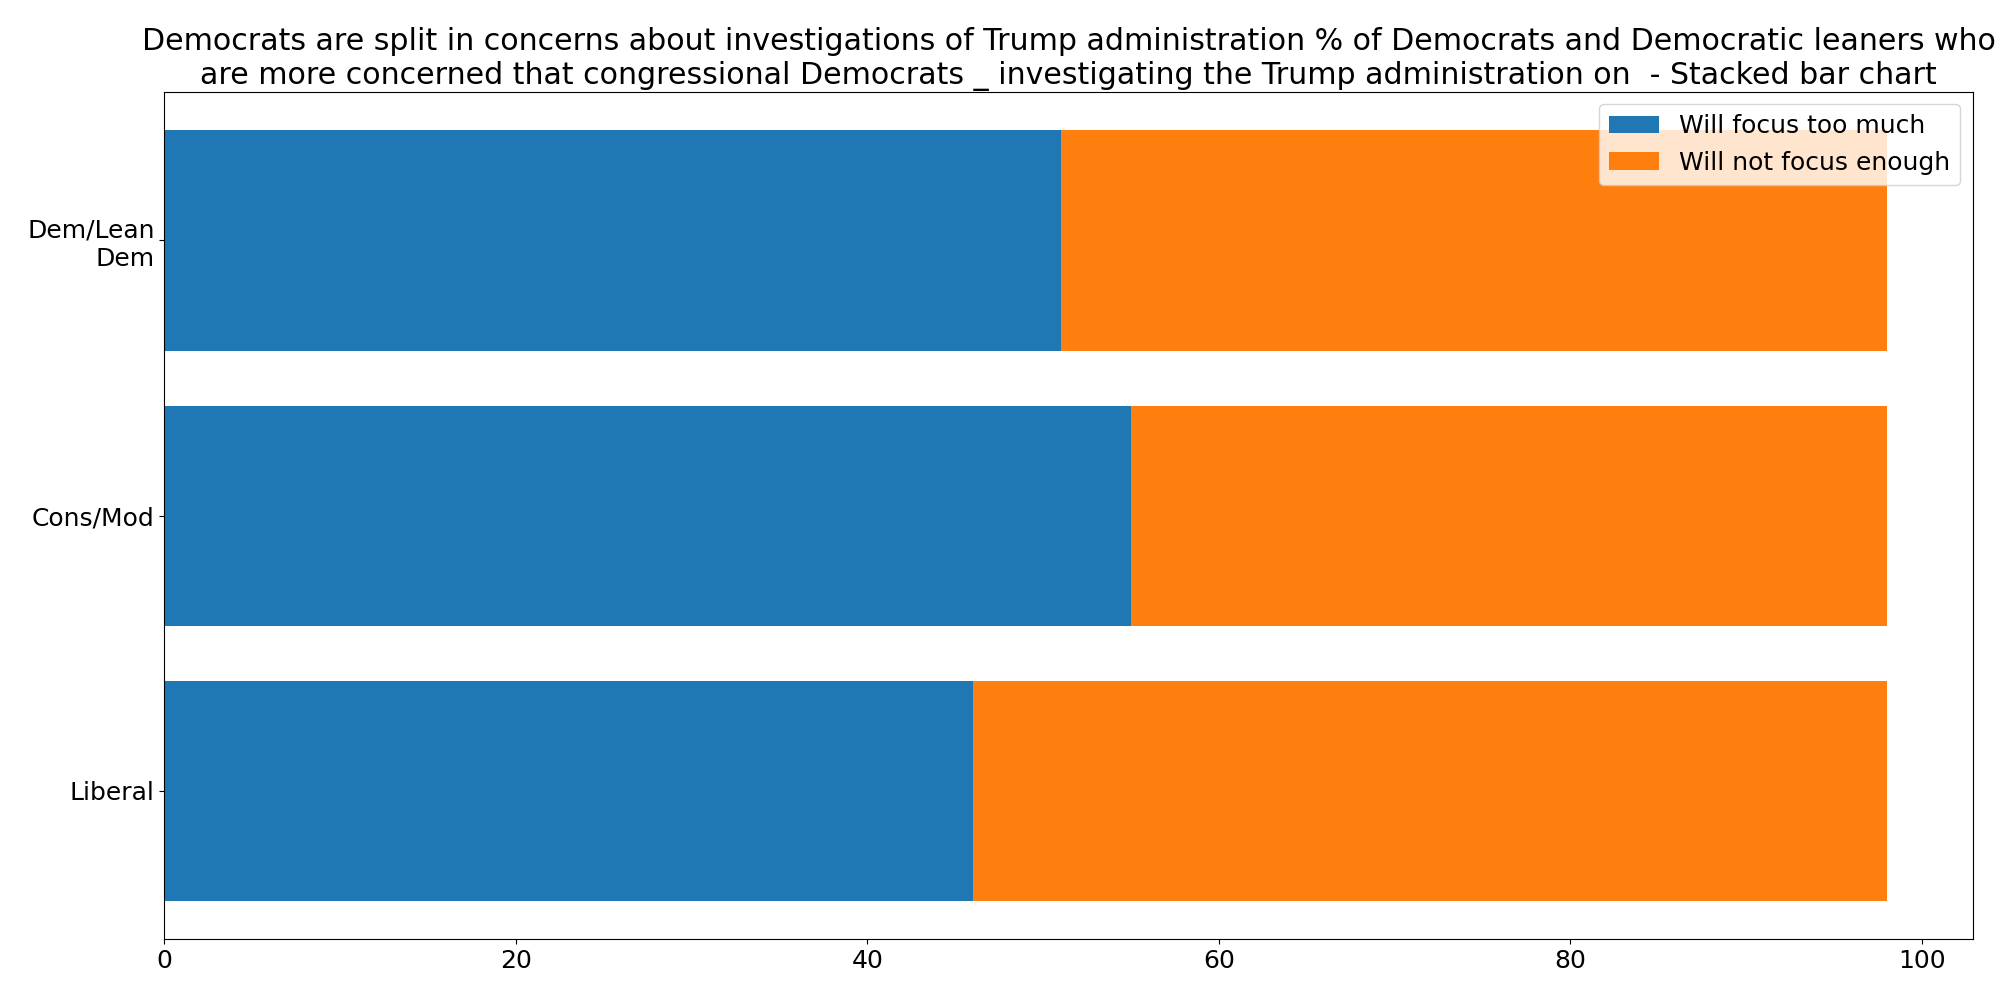 Democrats are split in concerns about investigations of Trump administration % of Democrats and Democratic leaners who
are more concerned that congressional Democrats _ investigating the Trump administration on  - Stacked bar chart
Will focus too much
Will not focus enough
Dem/Lean
Dem
Cons/Mod
Liberal
0 20 40 60 80 100